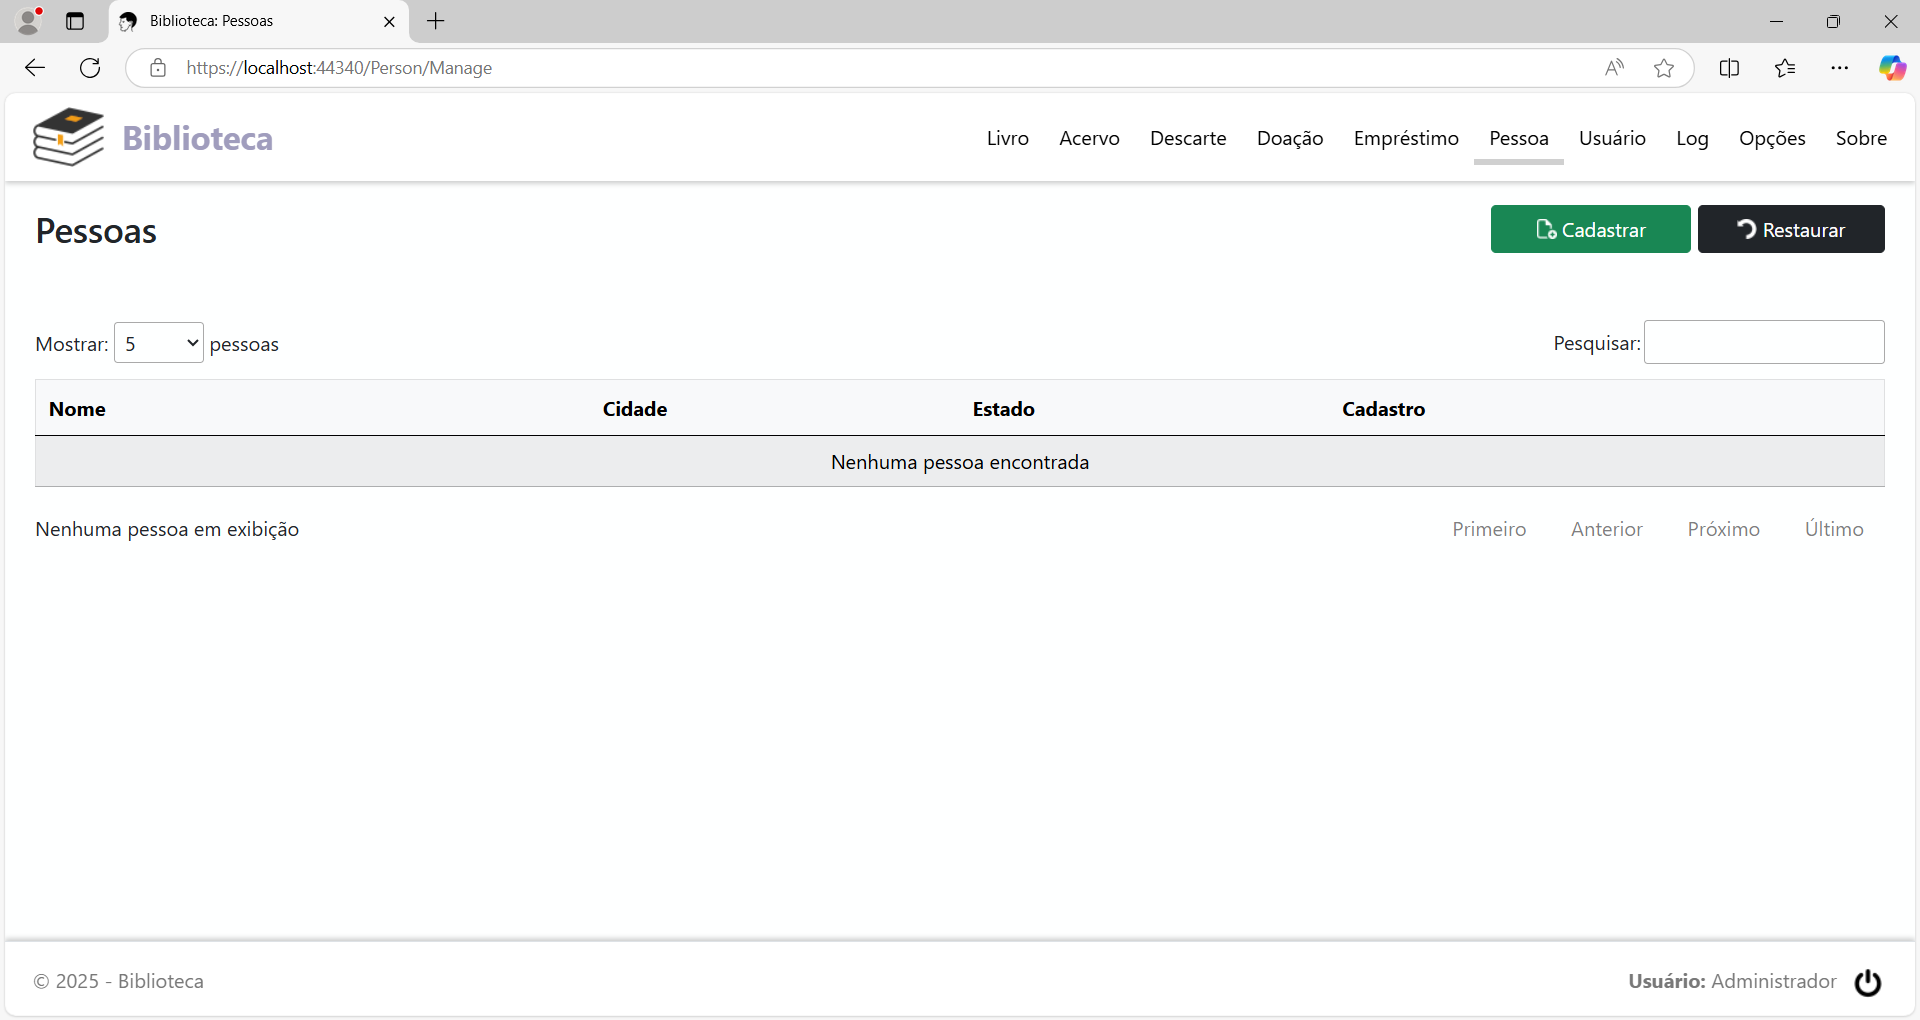 Biblioteca: Pessoas
https://localhost:44340/Person/Manage
Biblioteca
Livro Acervo Descarte Doação Empréstimo Pessoa Usuário Log Opções Sobre
Pessoas
Cadastrar Restaurar
Mostrar: 5 pessoas
Pesquisar:
Nome Cidade Estado Cadastro
Nenhuma pessoa encontrada
Nenhuma pessoa em exibição
Primeiro Anterior Próximo Último
© 2025 - Biblioteca
Usuário: Administrador